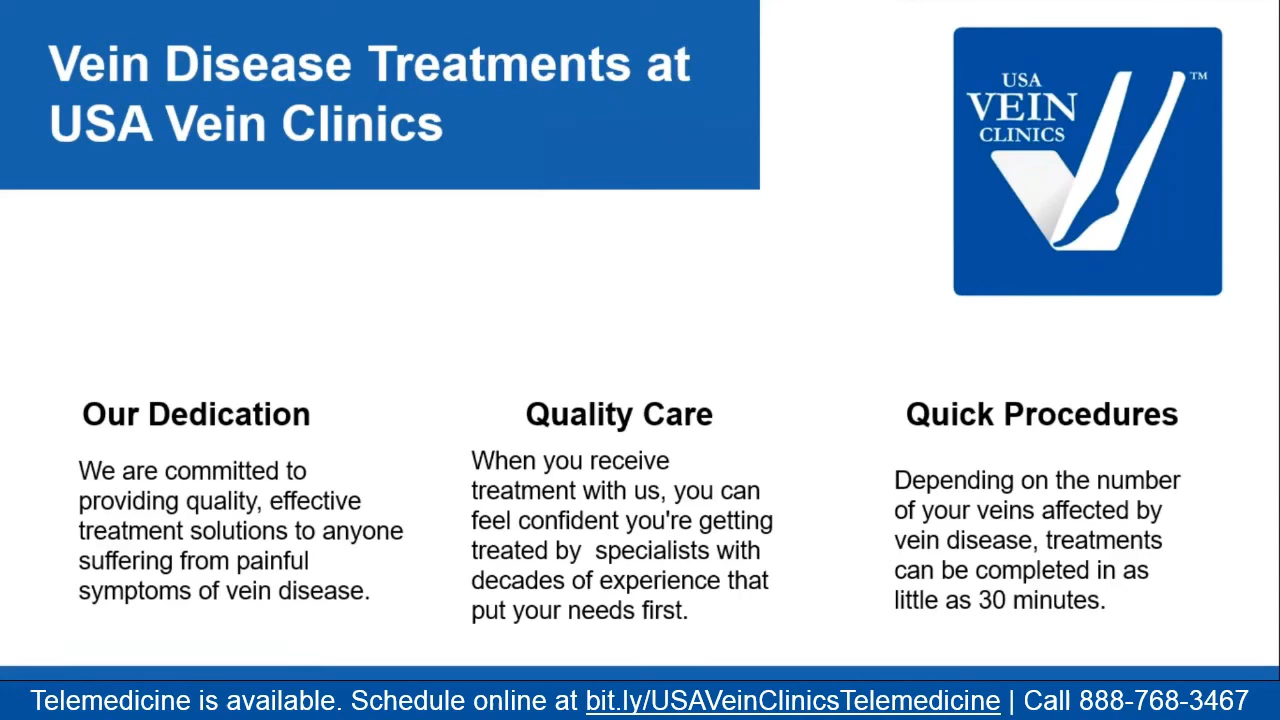 Vein Disease Treatments at
USA Vein Clinics
USA
VEIN
CLINICS
™
Our Dedication
We are committed to
providing quality, effective
treatment solutions to anyone
suffering from painful
symptoms of vein disease.
Quality Care
When you receive
treatment with us, you can
feel confident you're getting
treated by  specialists with
decades of experience that
put your needs first.
Quick Procedures
Depending on the number
of your veins affected by
vein disease, treatments
can be completed in as
little as 30 minutes.
Telemedicine is available. Schedule online at bit.ly/USAVeinClinicsTelemedicine | Call 888-768-3467